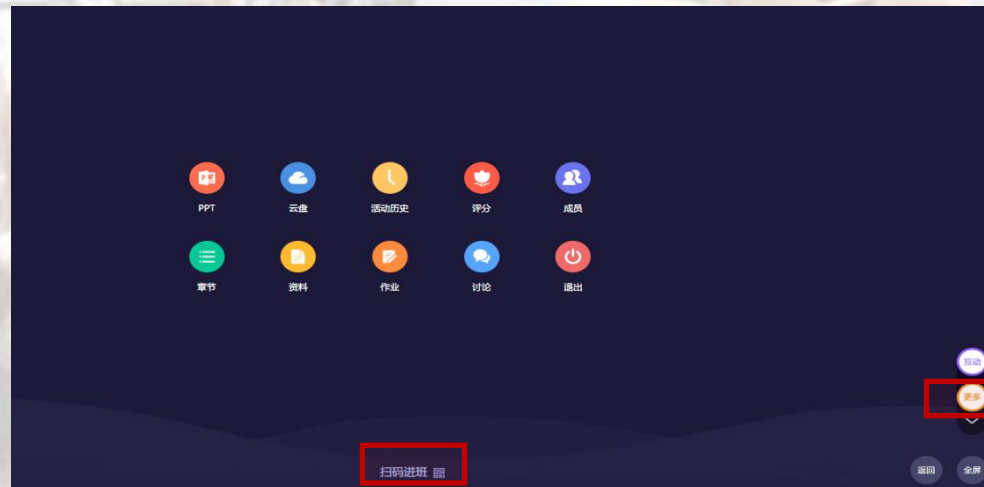 PPT 云盘 活动历史 评分 成员
章节 资料 作业 讨论 退出
互动
更多
扫码进班
返回 全屏